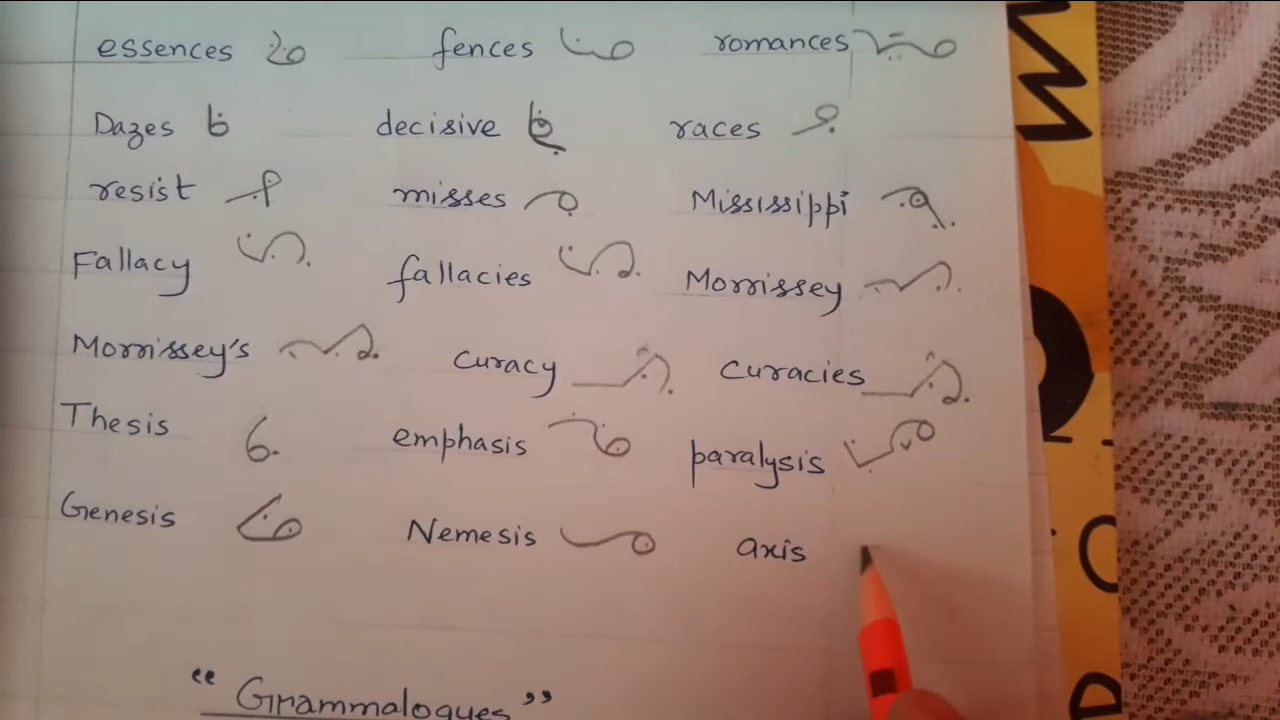 essences fences romances
Dazes decisive races
resist misses Mississippi
Fallacy fallacies Morrissey
Morrissey's curacy curacies
Thesis emphasis paralysis
Genesis Nemesis axis
"Grammalogues"